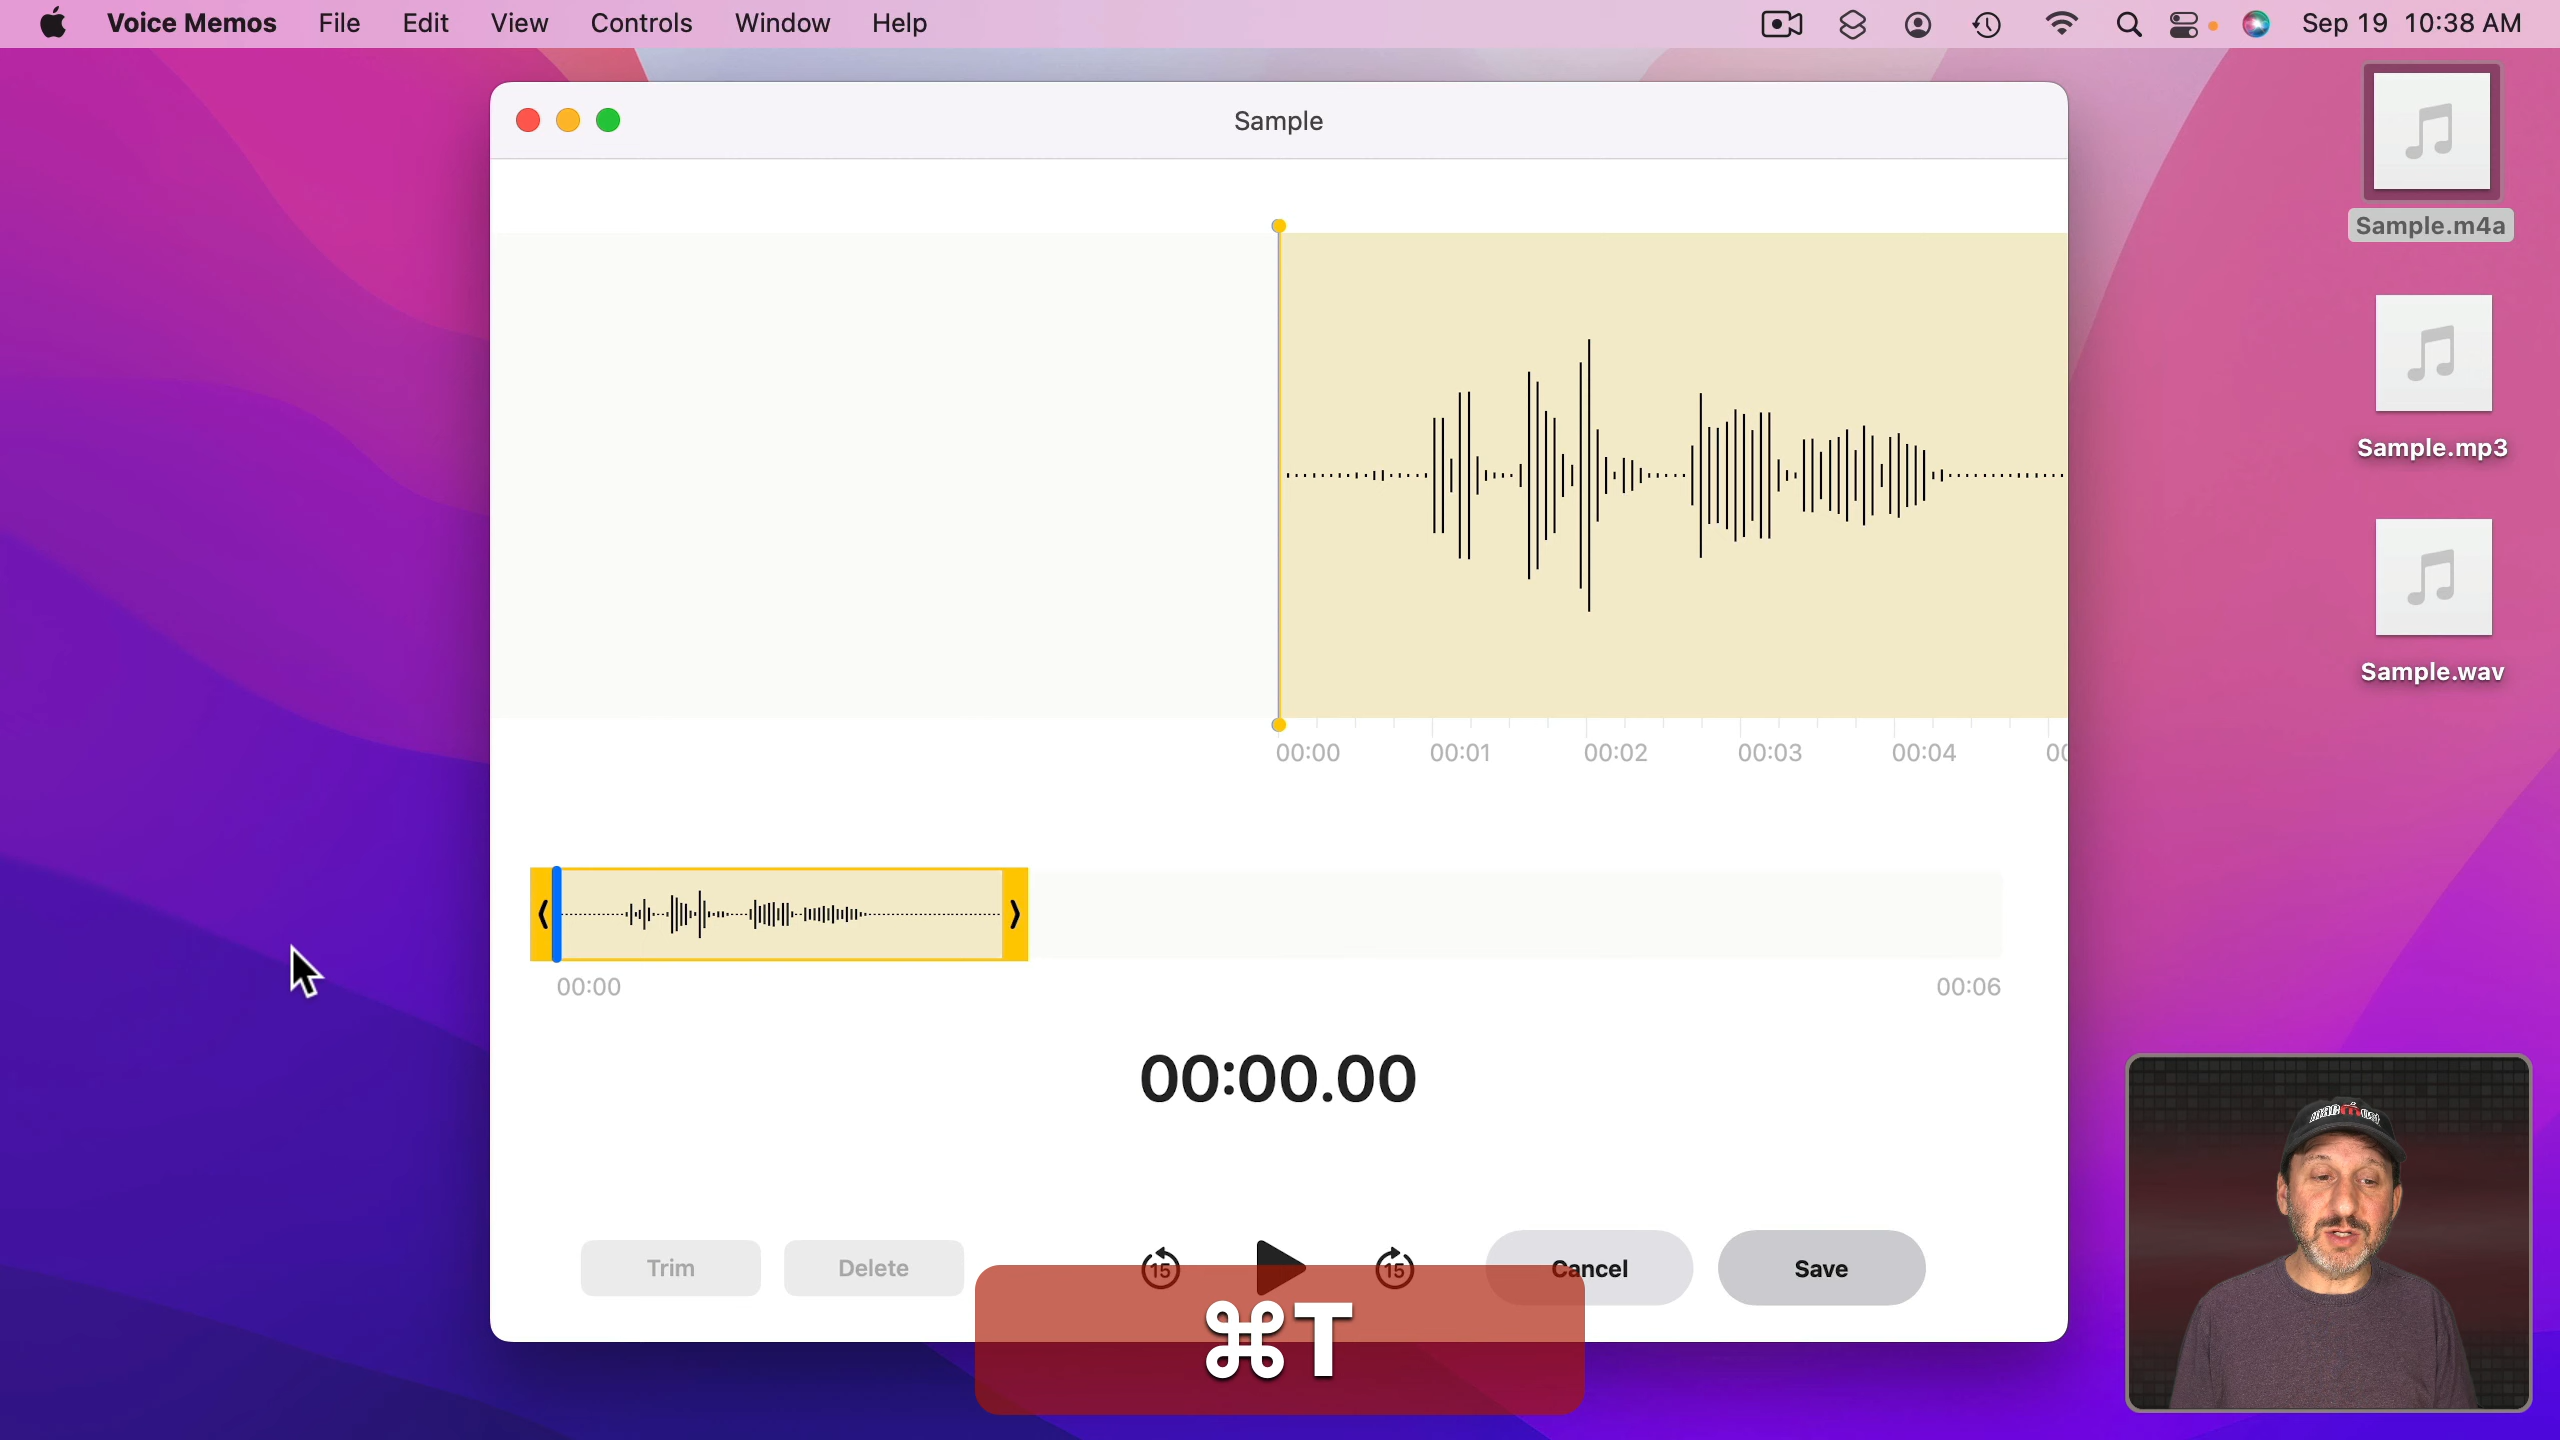 Voice Memos File Edit View Controls Window Help Sep 19 10:38 AM
Sample
Sample.m4a
Sample.mp3
Sample.wav
00:00 00:01 00:02 00:03 00:04
00:00 00:06
00:00.00
Trim Delete 15 15 Cancel Save
⌘T